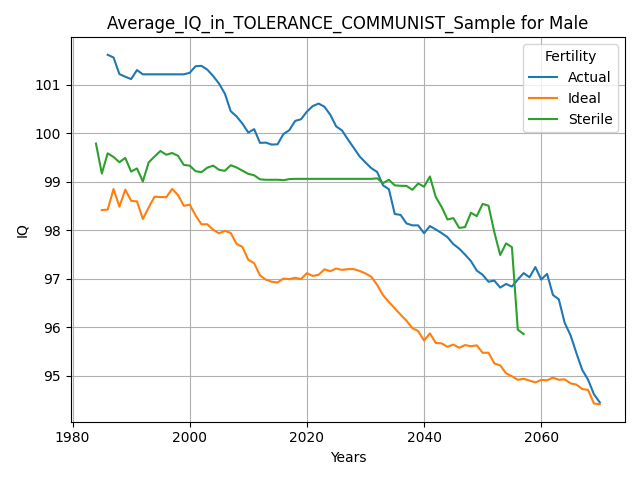 Average_IQ_in_TOLERANCE_COMMUNIST_Sample for Male
Fertility
Actual
Ideal
Sterile
IQ
101
100
99
98
97
96
95
1980
2000
2020
2040
2060
Years